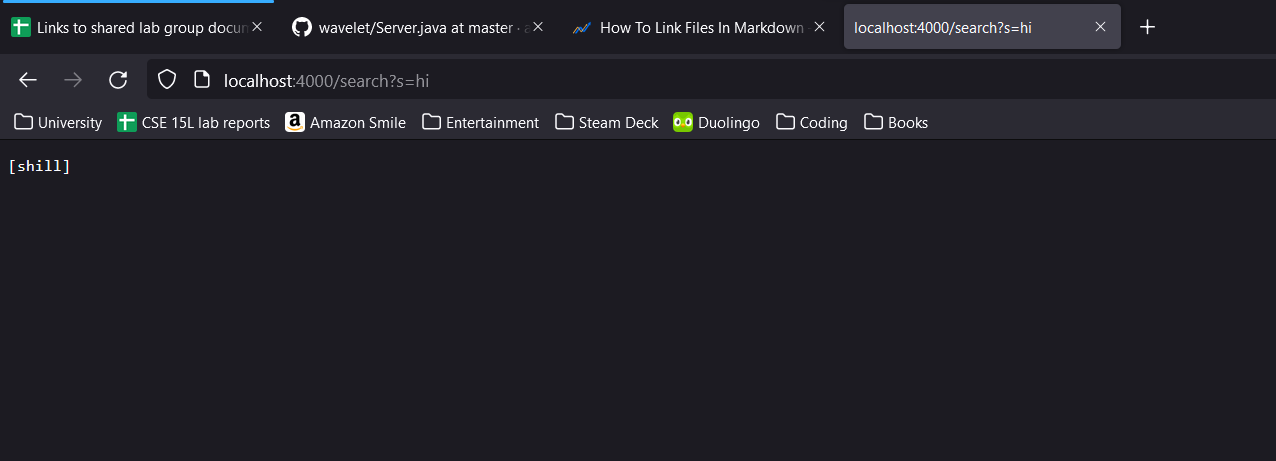 Links to shared lab group docun
wavelet/Server.java at master · a
How To Link Files In Markdown
localhost:4000/search?s=hi
localhost:4000/search?s=hi
University
CSE 15L lab reports
Amazon Smile
Entertainment
Steam Deck
Duolingo
Coding
Books
[shill]